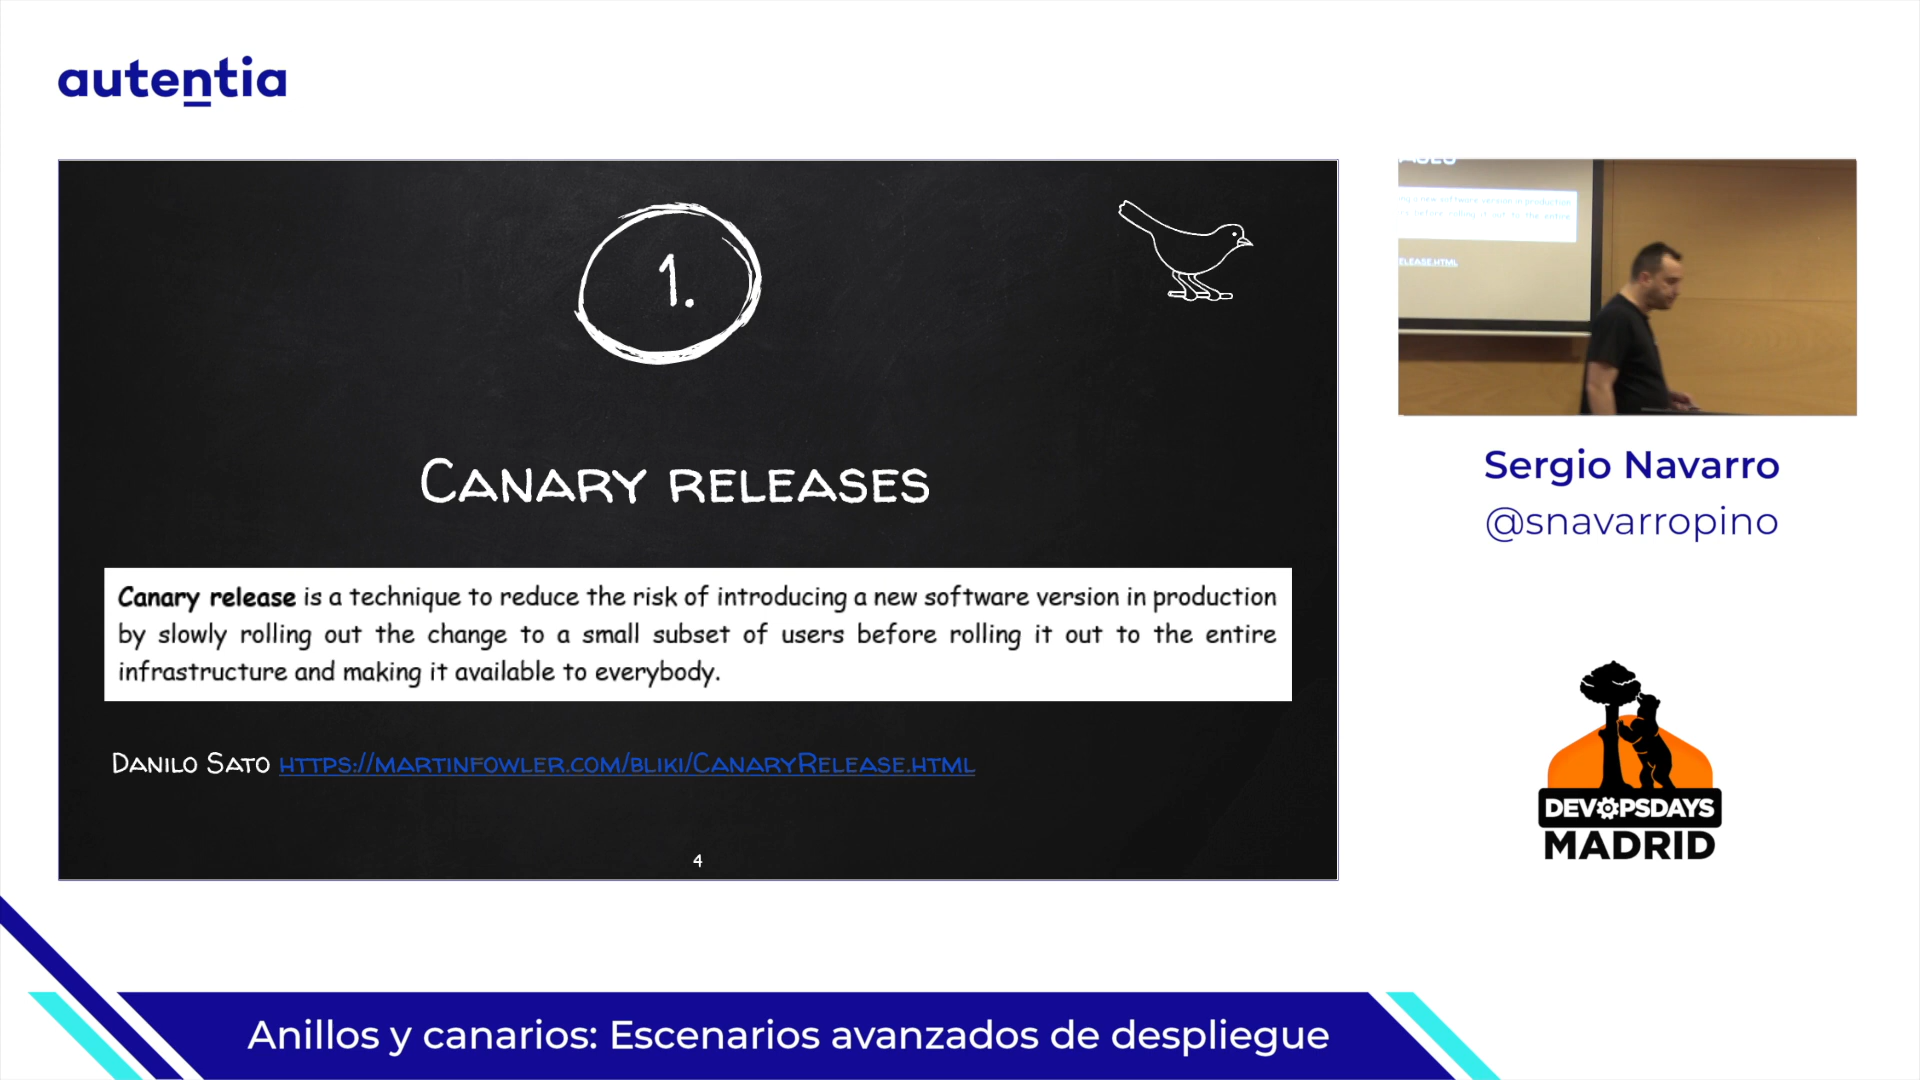 autentia
1.
CANARY RELEASES
Canary release is a technique to reduce the risk of introducing a new software version in production
by slowly rolling out the change to a small subset of users before rolling it out to the entire
infrastructure and making it available to everybody.
DANILO SATO HTTPS://MARTINFOWLER.COM/BLIKI/CANARYRELEASE.HTML
4
ELEASE.HTML
Sergio Navarro
@snavarropino
DEVOPSDAYS
MADRID
Anillos y canarios: Escenarios avanzados de despliegue